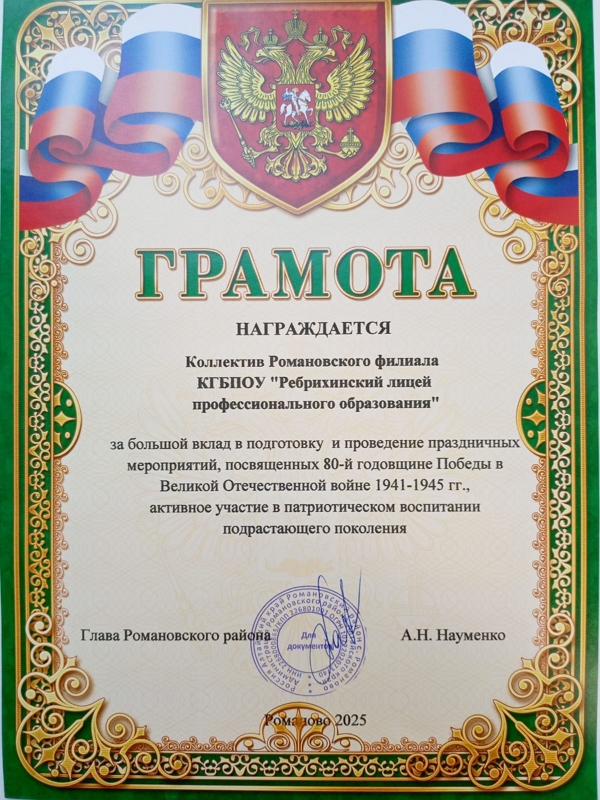 ГРАМОТА
НАГРАЖДАЕТСЯ
Коллектив Романовского филиала
КГБПОУ "Ребрихинский лицей
профессионального образования"
за большой вклад в подготовку и проведение праздничных
мероприятий, посвященных 80-й годовщине Победы в
Великой Отечественной войне 1941-1945 гг.,
активное участие в патриотическом воспитании
подрастающего поколения
Глава Романовского района
Для
документов
А.Н. Науменко
Романово 2025